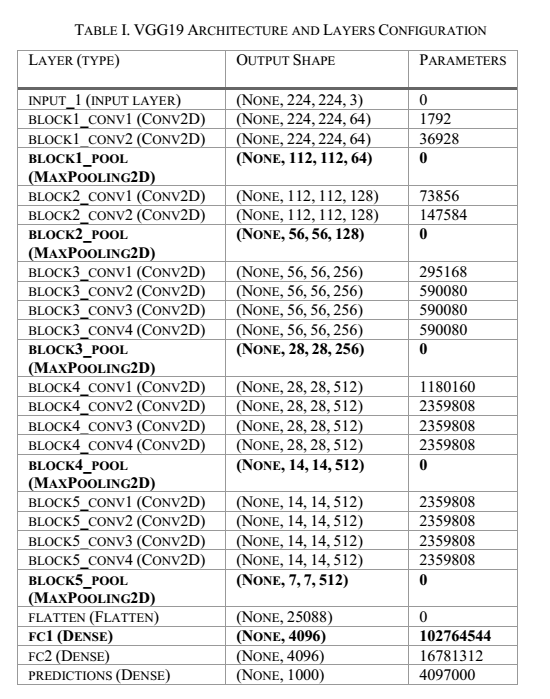 TABLE I. VGG19 ARCHITECTURE AND LAYERS CONFIGURATION
LAYER (TYPE) OUTPUT SHAPE PARAMETERS
INPUT_1 (INPUT LAYER) (NONE, 224, 224, 3) 0
BLOCK1_CONV1 (CONV2D) (NONE, 224, 224, 64) 1792
BLOCK1_CONV2 (CONV2D) (NONE, 224, 224, 64) 36928
BLOCK1_POOL (NONE, 112, 112, 64) 0
(MAXPOOLING2D)
BLOCK2_CONV1 (CONV2D) (NONE, 112, 112, 128) 73856
BLOCK2_CONV2 (CONV2D) (NONE, 112, 112, 128) 147584
BLOCK2_POOL (NONE, 56, 56, 128) 0
(MAXPOOLING2D)
BLOCK3_CONV1 (CONV2D) (NONE, 56, 56, 256) 295168
BLOCK3_CONV2 (CONV2D) (NONE, 56, 56, 256) 590080
BLOCK3_CONV3 (CONV2D) (NONE, 56, 56, 256) 590080
BLOCK3_CONV4 (CONV2D) (NONE, 56, 56, 256) 590080
BLOCK3_POOL (NONE, 28, 28, 256) 0
(MAXPOOLING2D)
BLOCK4_CONV1 (CONV2D) (NONE, 28, 28, 512) 1180160
BLOCK4_CONV2 (CONV2D) (NONE, 28, 28, 512) 2359808
BLOCK4_CONV3 (CONV2D) (NONE, 28, 28, 512) 2359808
BLOCK4_CONV4 (CONV2D) (NONE, 28, 28, 512) 2359808
BLOCK4_POOL (NONE, 14, 14, 512) 0
(MAXPOOLING2D)
BLOCK5_CONV1 (CONV2D) (NONE, 14, 14, 512) 2359808
BLOCK5_CONV2 (CONV2D) (NONE, 14, 14, 512) 2359808
BLOCK5_CONV3 (CONV2D) (NONE, 14, 14, 512) 2359808
BLOCK5_CONV4 (CONV2D) (NONE, 14, 14, 512) 2359808
BLOCK5_POOL (NONE, 7, 7, 512) 0
(MAXPOOLING2D)
FLATTEN (FLATTEN) (NONE, 25088) 0
FC1 (DENSE) (NONE, 4096) 102764544
FC2 (DENSE) (NONE, 4096) 16781312
PREDICTIONS (DENSE) (NONE, 1000) 4097000